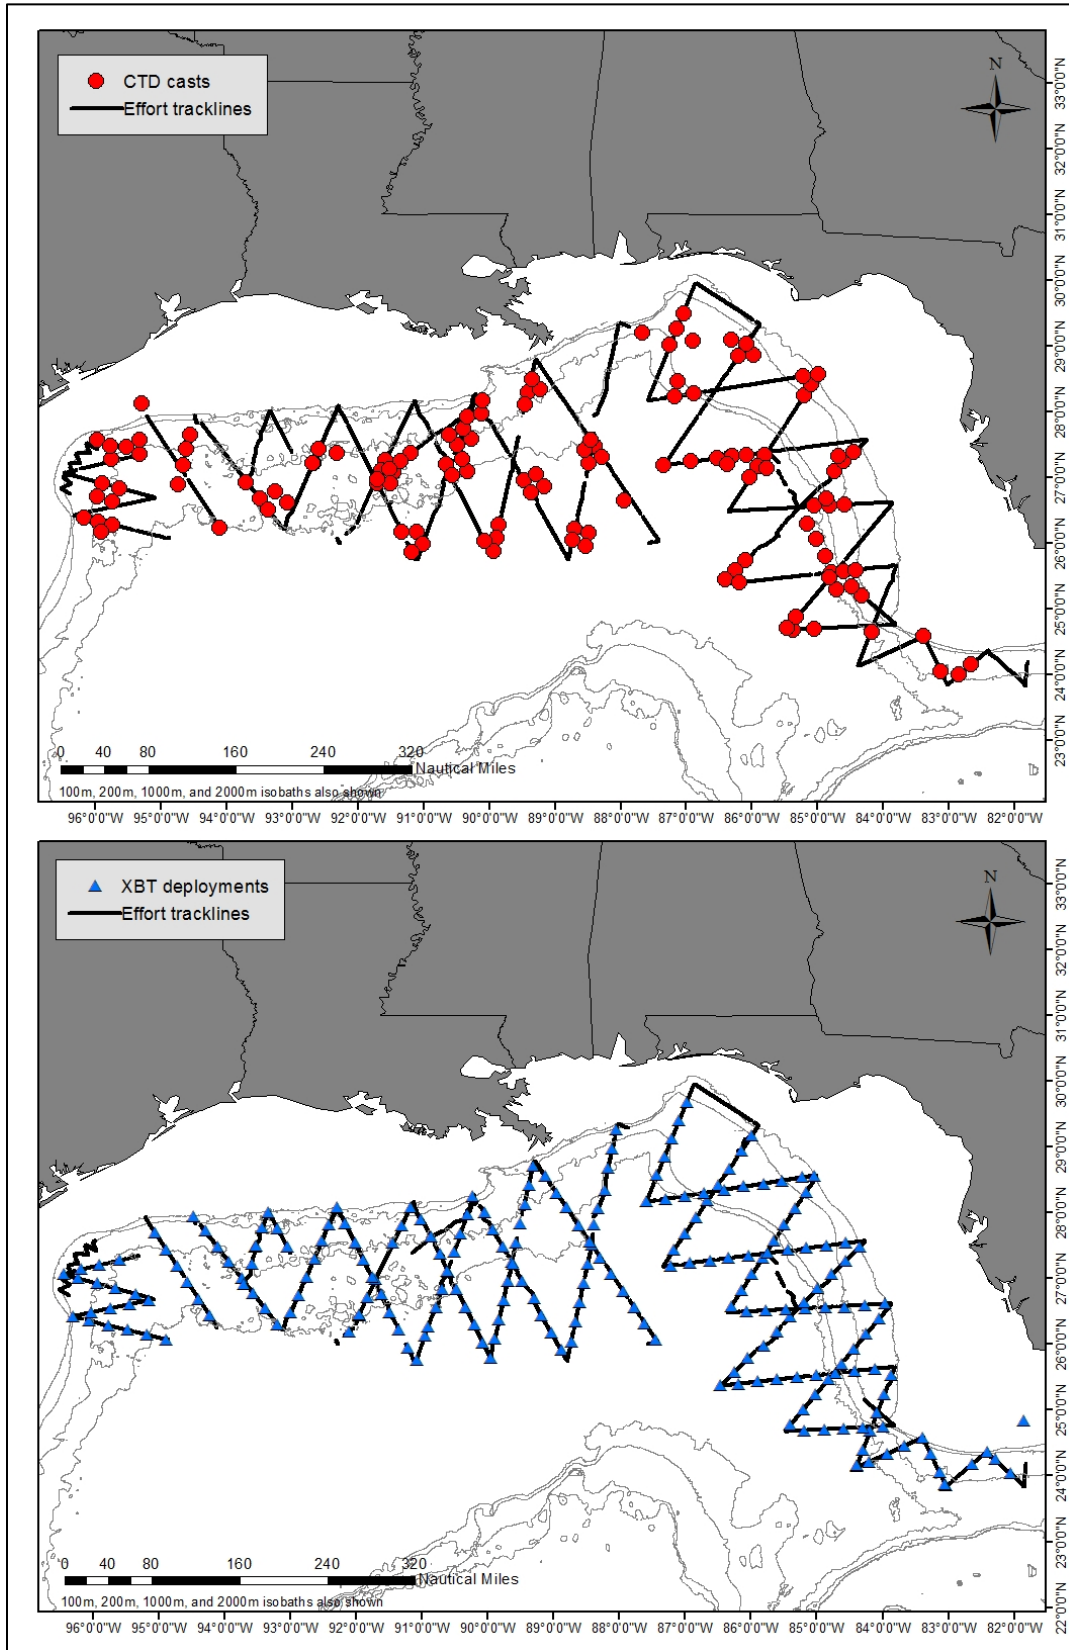 CTD casts
Effort tracklines
N
33°0'0"N
32°0'0"N
31°0'0"N
30°0'0"N
29°0'0"N
28°0'0"N
27°0'0"N
26°0'0"N
25°0'0"N
24°0'0"N
23°0'0"N
0 40 80 160 240 320
Nautical Miles
100m, 200m, 1000m, and 2000m isobaths also shown
96°0'0"W 95°0'0"W 94°0'0"W 93°0'0"W 92°0'0"W 91°0'0"W 90°0'0"W 89°0'0"W 88°0'0"W 87°0'0"W 86°0'0"W 85°0'0"W 84°0'0"W 83°0'0"W 82°0'0"W
XBT deployments
Effort tracklines
N
33°0'0"N
32°0'0"N
31°0'0"N
30°0'0"N
29°0'0"N
28°0'0"N
27°0'0"N
26°0'0"N
25°0'0"N
24°0'0"N
23°0'0"N
22°0'0"N
0 40 80 160 240 320
Nautical Miles
100m, 200m, 1000m, and 2000m isobaths also shown
96°0'0"W 95°0'0"W 94°0'0"W 93°0'0"W 92°0'0"W 91°0'0"W 90°0'0"W 89°0'0"W 88°0'0"W 87°0'0"W 86°0'0"W 85°0'0"W 84°0'0"W 83°0'0"W 82°0'0"W